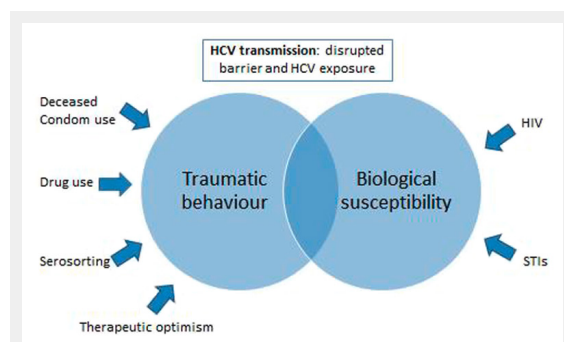 HCV transmission: disrupted
barrier and HCV exposure
Deceased
Condom use
Drug use
Serosorting
Therapeutic optimism
Traumatic
behaviour
Biological
susceptibility
HIV
STIs